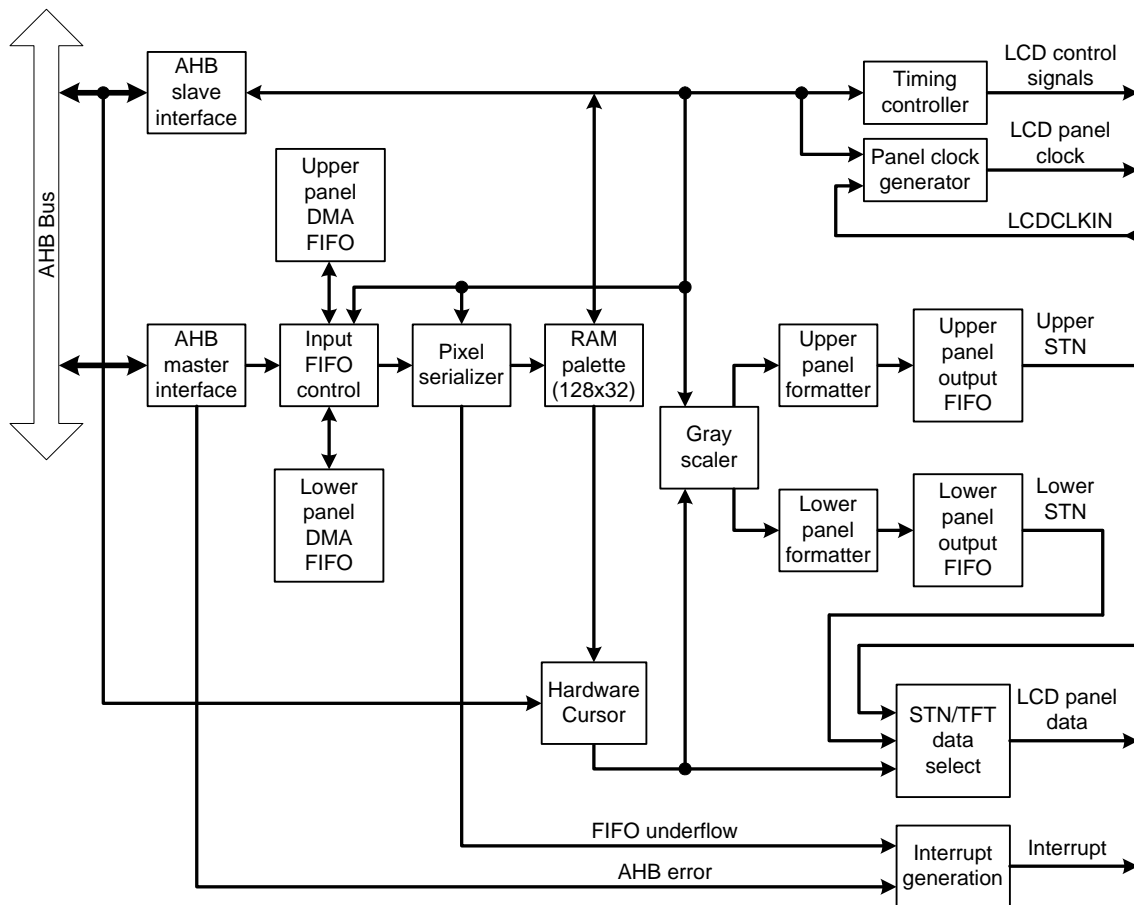 AHB Bus
AHB
slave
interface
Timing
controller
LCD control
signals
Panel clock
generator
LCD panel
clock
LCDCLKIN
Upper
panel
DMA
FIFO
AHB
master
interface
Input
FIFO
control
Pixel
serializer
RAM
palette
(128x32)
Upper
panel
formatter
Upper
panel
output
FIFO
Upper
STN
Gray
scaler
Lower
panel
DMA
FIFO
Lower
panel
formatter
Lower
panel
output
FIFO
Lower
STN
Hardware
Cursor
STN/TFT
data
select
LCD panel
data
FIFO underflow
AHB error
Interrupt
generation
Interrupt